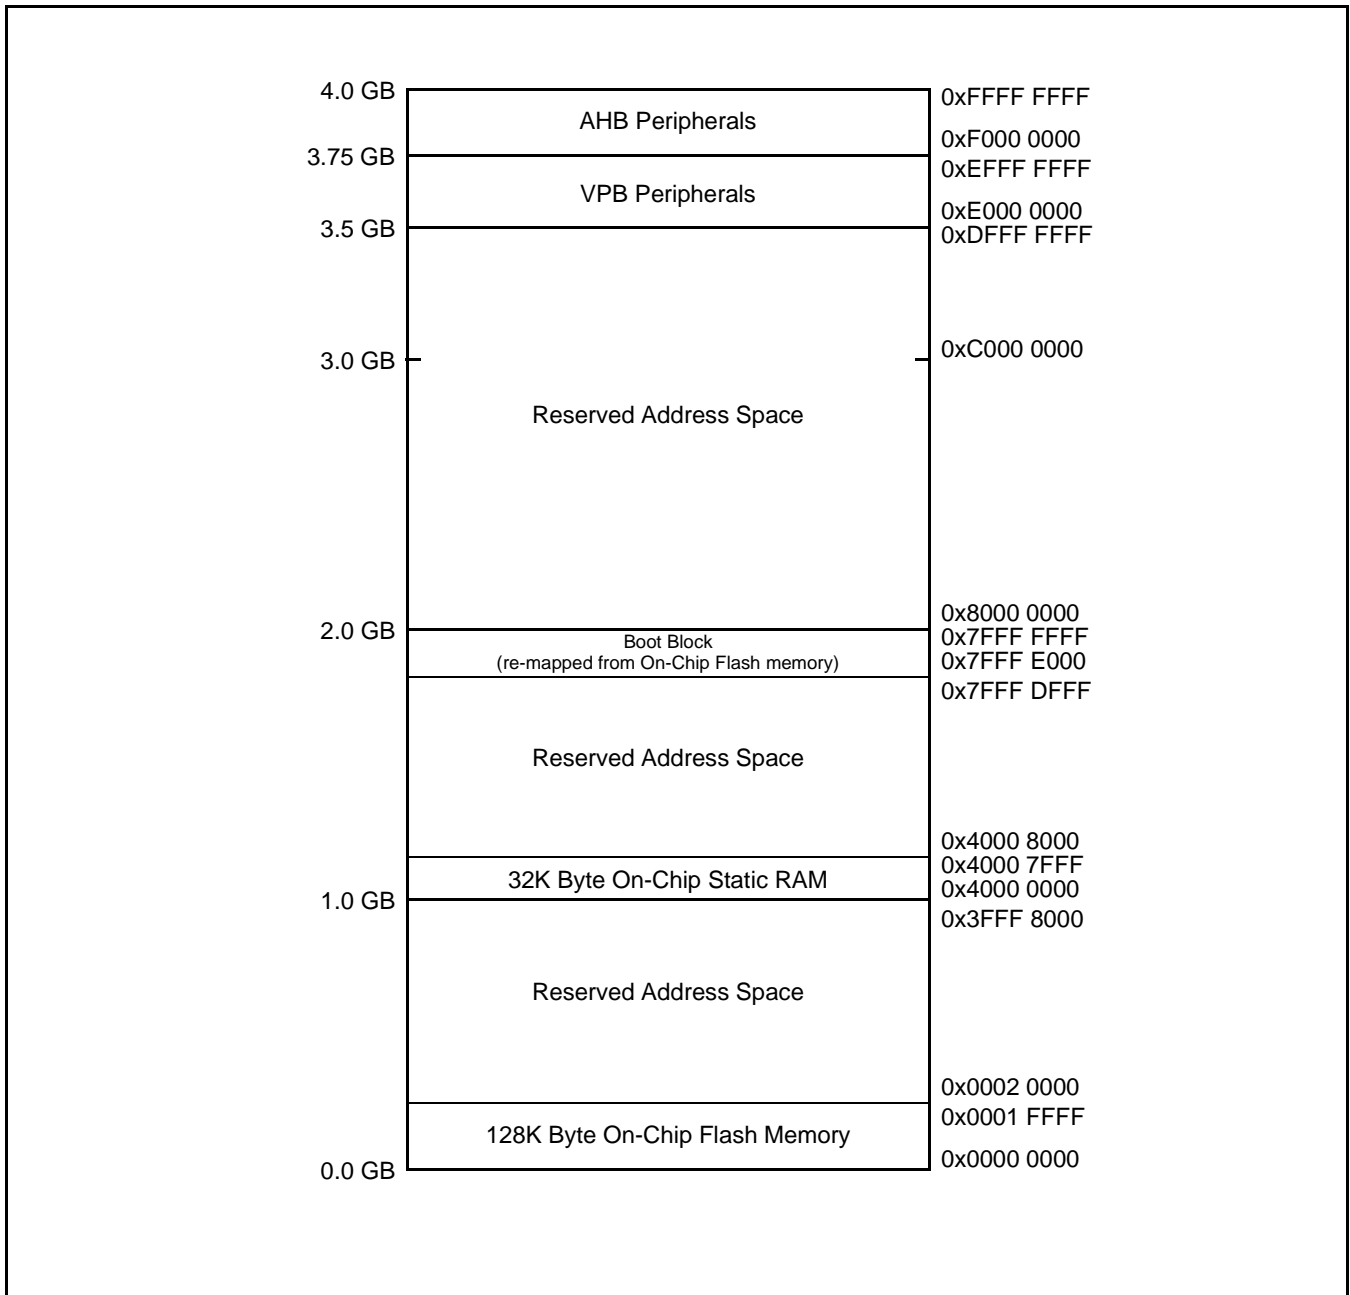 4.0 GB
0xFFFF FFFF
AHB Peripherals
0xF000 0000
3.75 GB
0xEFFF FFFF
VPB Peripherals
0xE000 0000
3.5 GB
0xDFFF FFFF
3.0 GB
0xC000 0000
Reserved Address Space
0x8000 0000
2.0 GB
0x7FFF FFFF
Boot Block
(re-mapped from On-Chip Flash memory)
0x7FFF E000
0x7FFF DFFF
Reserved Address Space
0x4000 8000
0x4000 7FFF
32K Byte On-Chip Static RAM
0x4000 0000
1.0 GB
0x3FFF 8000
Reserved Address Space
0x0002 0000
0x0001 FFFF
128K Byte On-Chip Flash Memory
0x0000 0000
0.0 GB